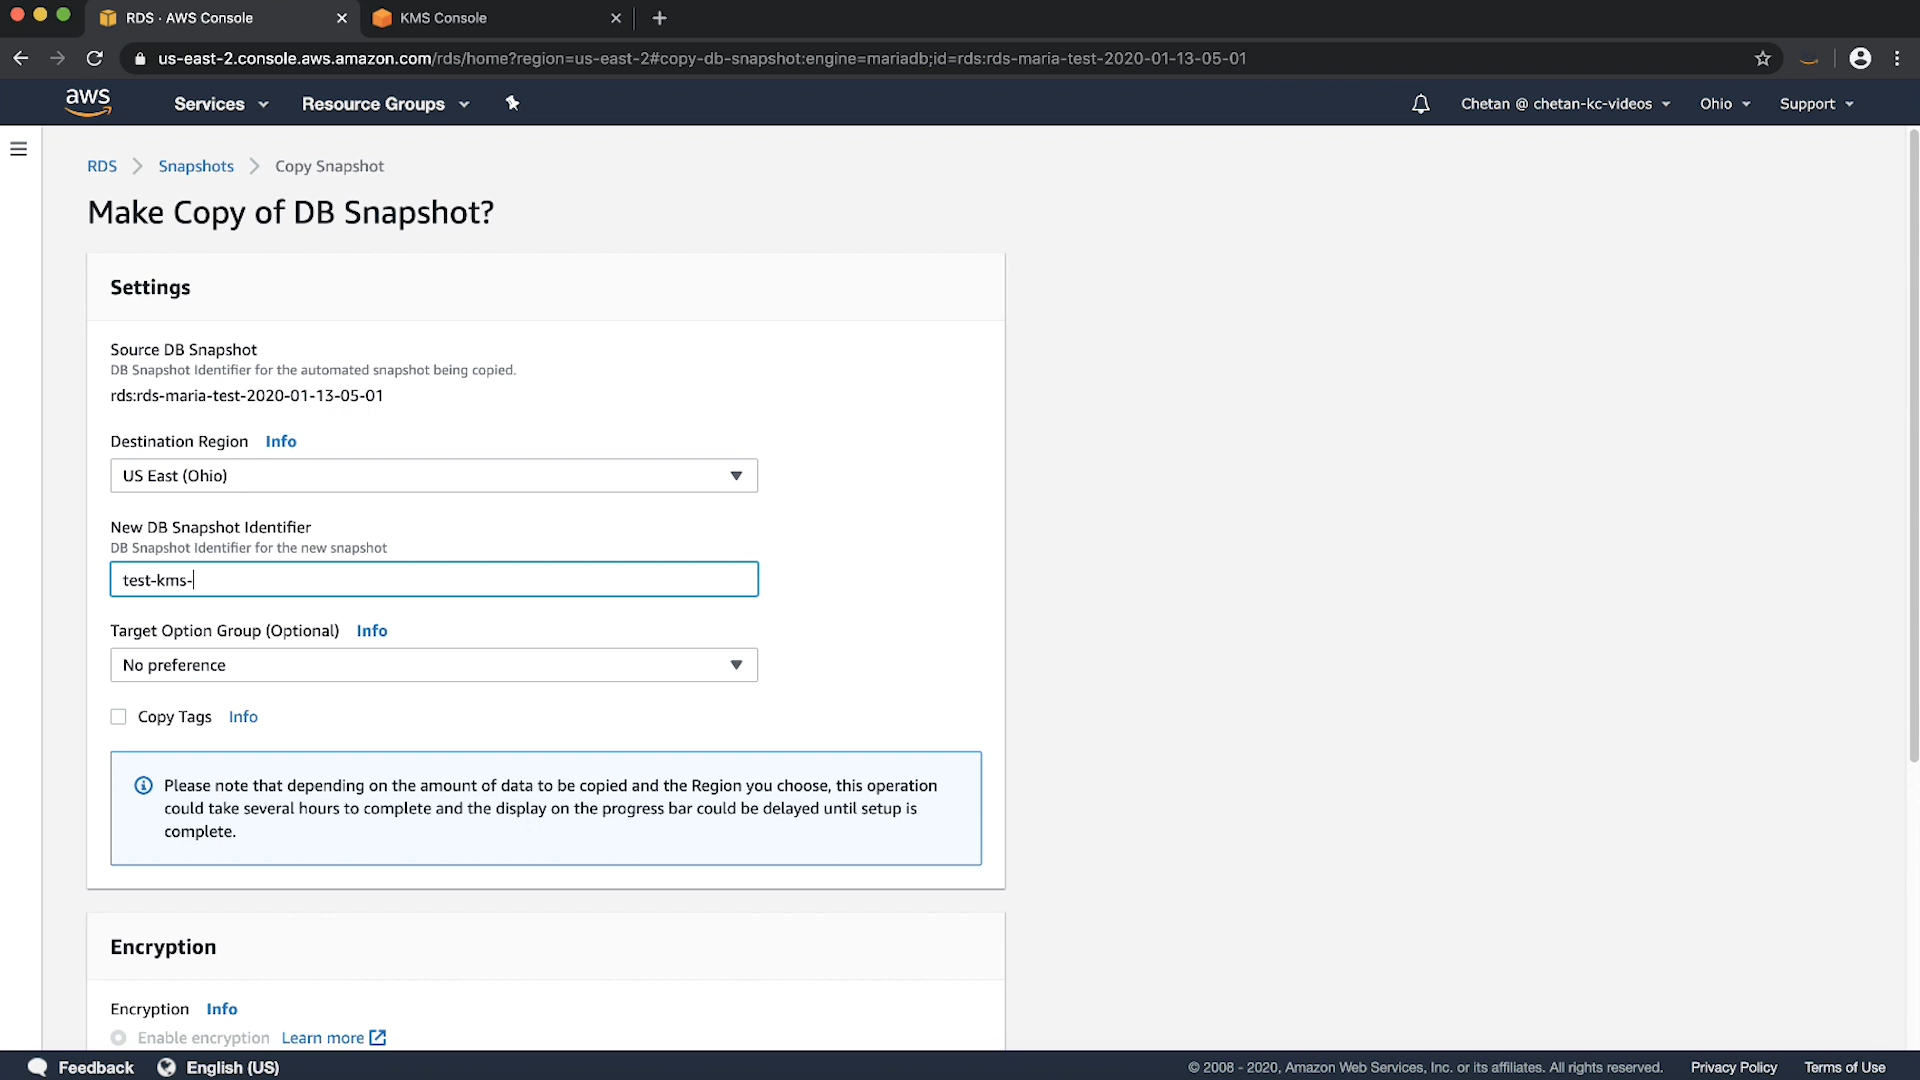 RDS · AWS Console
KMS Console
us-east-2.console.aws.amazon.com/rds/home?region=us-east-2#copy-db-snapshot:engine=mariadb;id=rds:rds-maria-test-2020-01-13-05-01
aws
Services
Resource Groups
Chetan @ chetan-kc-videos
Ohio
Support
RDS
Snapshots
Copy Snapshot
Make Copy of DB Snapshot?
Settings
Source DB Snapshot
DB Snapshot Identifier for the automated snapshot being copied.
rds:rds-maria-test-2020-01-13-05-01
Destination Region Info
US East (Ohio)
New DB Snapshot Identifier
DB Snapshot Identifier for the new snapshot
test-kms-
Target Option Group (Optional) Info
No preference
Copy Tags Info
Please note that depending on the amount of data to be copied and the Region you choose, this operation
could take several hours to complete and the display on the progress bar could be delayed until setup is
complete.
Encryption
Encryption Info
Enable encryption Learn more
Feedback
English (US)
© 2008 - 2020, Amazon Web Services, Inc. or its affiliates. All rights reserved.
Privacy Policy
Terms of Use